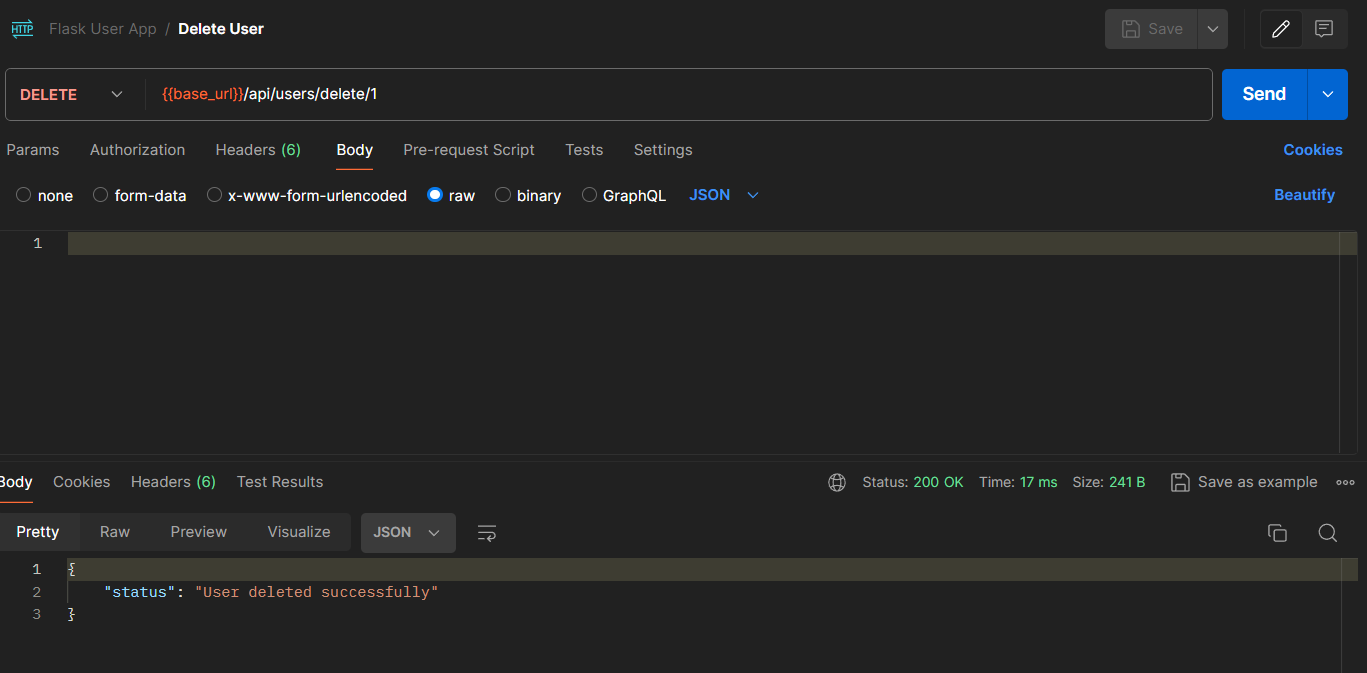 HTTP Flask User App / Delete User Save
DELETE {{base_url}}/api/users/delete/1 Send
Params Authorization Headers (6) Body Pre-request Script Tests Settings Cookies
none form-data x-www-form-urlencoded raw binary GraphQL JSON Beautify
1
Body Cookies Headers (6) Test Results Status: 200 OK Time: 17 ms Size: 241 B Save as example
Pretty Raw Preview Visualize JSON
1 {
2 "status": "User deleted successfully"
3 }